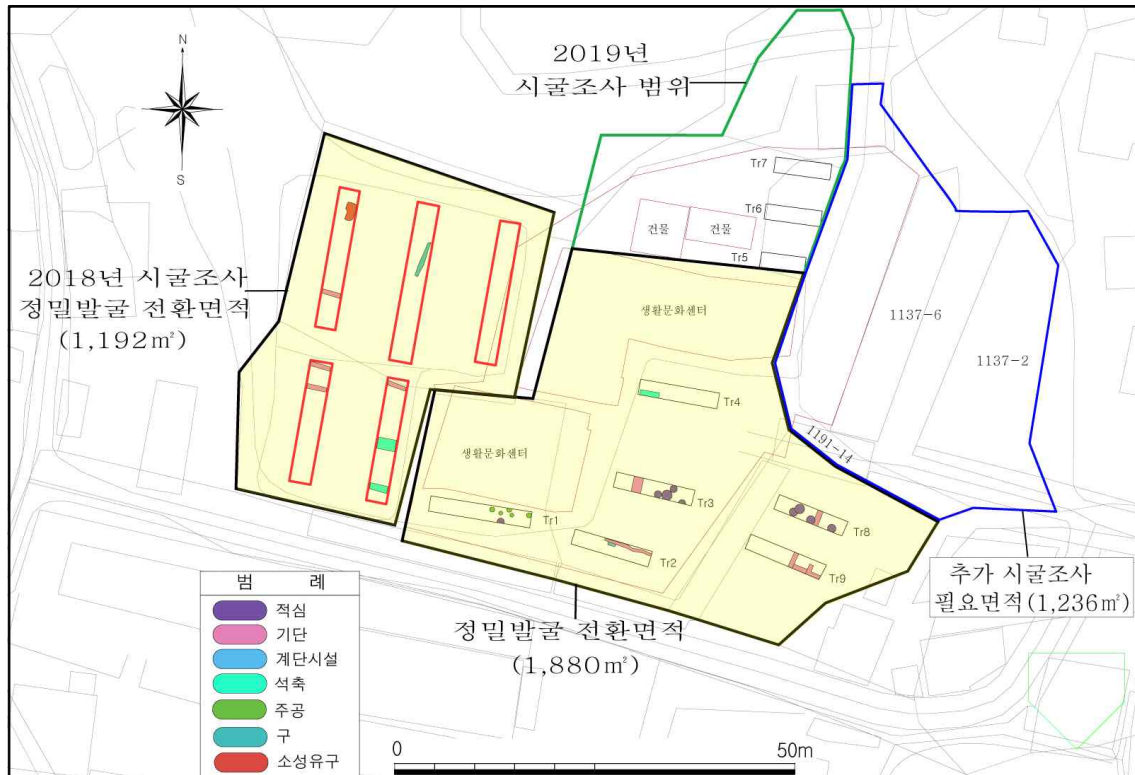 N
S
2019년
시굴조사 범위
Tr7
Tr6
Tr5
건물
건물
2018년 시굴조사
정밀발굴 전환면적
(1,192㎡)
생활문화센터
1137-6
1137-2
1191-14
Tr4
생활문화센터
Tr3
Tr1
Tr2
Tr8
Tr9
추가 시굴조사
필요면적(1,236㎡)
정밀발굴 전환면적
(1,880㎡)
범 례
적심
기단
계단시설
석축
주공
구
소성유구
0
50m